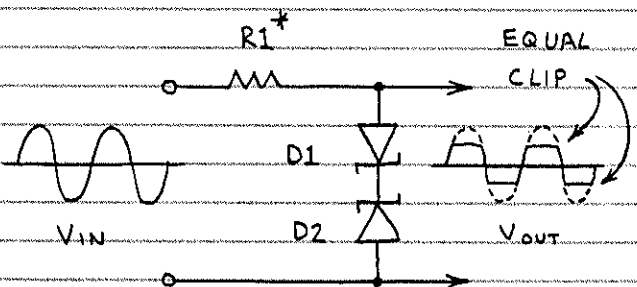 R1*
EQUAL
CLIP
D1
D2
VIN
VOUT